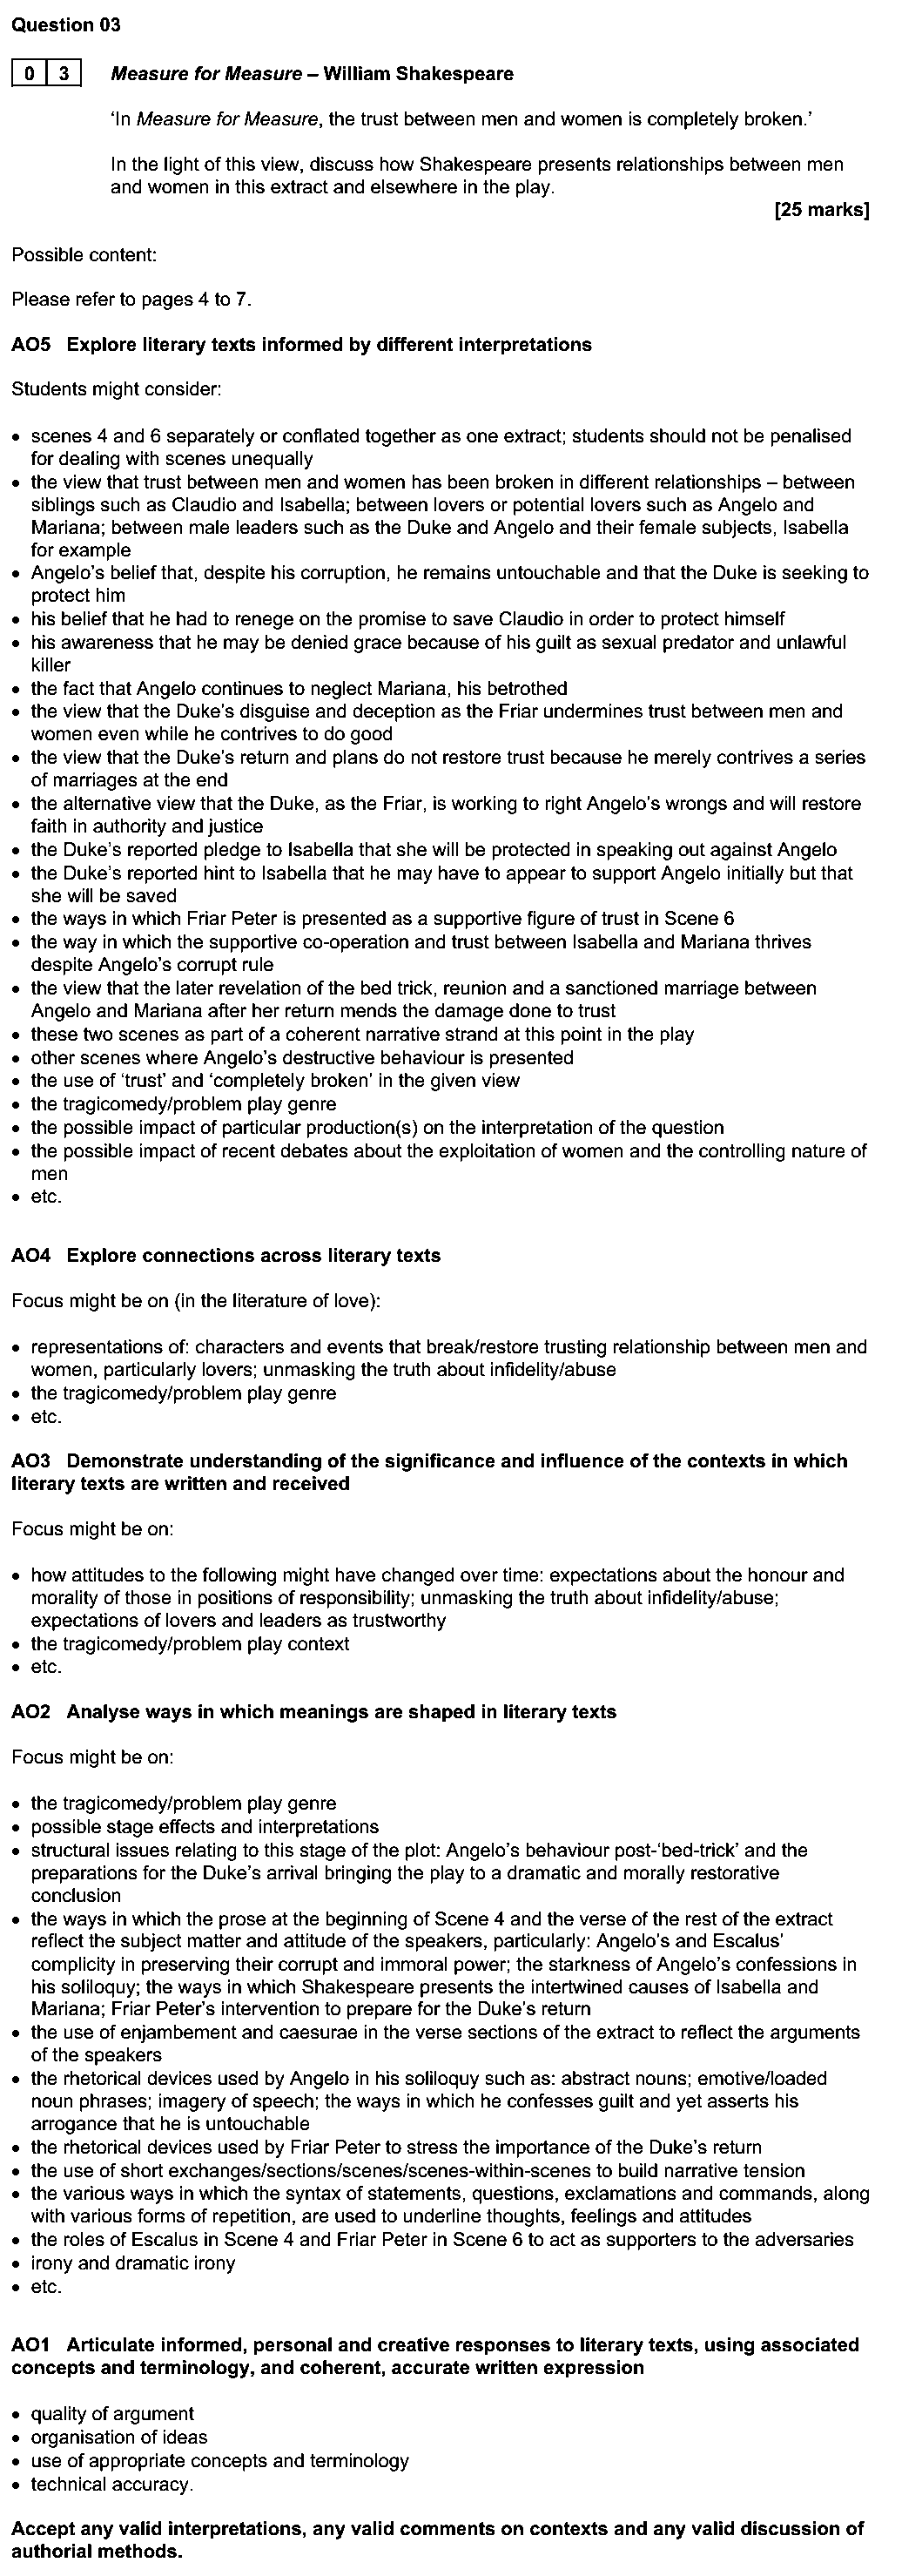 Question 03
0 3 Measure for Measure – William Shakespeare
‘In Measure for Measure, the trust between men and women is completely broken.’
In the light of this view, discuss how Shakespeare presents relationships between men
and women in this extract and elsewhere in the play.
[25 marks]
Possible content:
Please refer to pages 4 to 7.
AO5 Explore literary texts informed by different interpretations
Students might consider:
• scenes 4 and 6 separately or conflated together as one extract; students should not be penalised
for dealing with scenes unequally
• the view that trust between men and women has been broken in different relationships – between
siblings such as Claudio and Isabella; between lovers or potential lovers such as Angelo and
Mariana; between male leaders such as the Duke and Angelo and their female subjects, Isabella
for example
• Angelo’s belief that, despite his corruption, he remains untouchable and that the Duke is seeking to
protect him
• his belief that he had to renege on the promise to save Claudio in order to protect himself
• his awareness that he may be denied grace because of his guilt as sexual predator and unlawful
killer
• the fact that Angelo continues to neglect Mariana, his betrothed
• the view that the Duke’s disguise and deception as the Friar undermines trust between men and
women even while he contrives to do good
• the view that the Duke’s return and plans do not restore trust because he merely contrives a series
of marriages at the end
• the alternative view that the Duke, as the Friar, is working to right Angelo’s wrongs and will restore
faith in authority and justice
• the Duke’s reported pledge to Isabella that she will be protected in speaking out against Angelo
• the Duke’s reported hint to Isabella that he may have to appear to support Angelo initially but that
she will be saved
• the ways in which Friar Peter is presented as a supportive figure of trust in Scene 6
• the way in which the supportive co-operation and trust between Isabella and Mariana thrives
despite Angelo’s corrupt rule
• the view that the later revelation of the bed trick, reunion and a sanctioned marriage between
Angelo and Mariana after her return mends the damage done to trust
• these two scenes as part of a coherent narrative strand at this point in the play
• other scenes where Angelo’s destructive behaviour is presented
• the use of ‘trust’ and ‘completely broken’ in the given view
• the tragicomedy/problem play genre
• the possible impact of particular production(s) on the interpretation of the question
• the possible impact of recent debates about the exploitation of women and the controlling nature of
men
• etc.
AO4 Explore connections across literary texts
Focus might be on (in the literature of love):
• representations of: characters and events that break/restore trusting relationship between men and
women, particularly lovers; unmasking the truth about infidelity/abuse
• the tragicomedy/problem play genre
• etc.
AO3 Demonstrate understanding of the significance and influence of the contexts in which
literary texts are written and received
Focus might be on:
• how attitudes to the following might have changed over time: expectations about the honour and
morality of those in positions of responsibility; unmasking the truth about infidelity/abuse;
expectations of lovers and leaders as trustworthy
• the tragicomedy/problem play context
• etc.
AO2 Analyse ways in which meanings are shaped in literary texts
Focus might be on:
• the tragicomedy/problem play genre
• possible stage effects and interpretations
• structural issues relating to this stage of the plot: Angelo’s behaviour post-‘bed-trick’ and the
preparations for the Duke’s arrival bringing the play to a dramatic and morally restorative
conclusion
• the ways in which the prose at the beginning of Scene 4 and the verse of the rest of the extract
reflect the subject matter and attitude of the speakers, particularly: Angelo’s and Escalus’
complicity in preserving their corrupt and immoral power; the starkness of Angelo’s confessions in
his soliloquy; the ways in which Shakespeare presents the intertwined causes of Isabella and
Mariana; Friar Peter’s intervention to prepare for the Duke’s return
• the use of enjambement and caesurae in the verse sections of the extract to reflect the arguments
of the speakers
• the rhetorical devices used by Angelo in his soliloquy such as: abstract nouns; emotive/loaded
noun phrases; imagery of speech; the ways in which he confesses guilt and yet asserts his
arrogance that he is untouchable
• the rhetorical devices used by Friar Peter to stress the importance of the Duke’s return
• the use of short exchanges/sections/scenes/scenes-within-scenes to build narrative tension
• the various ways in which the syntax of statements, questions, exclamations and commands, along
with various forms of repetition, are used to underline thoughts, feelings and attitudes
• the roles of Escalus in Scene 4 and Friar Peter in Scene 6 to act as supporters to the adversaries
• irony and dramatic irony
• etc.
AO1 Articulate informed, personal and creative responses to literary texts, using associated
concepts and terminology, and coherent, accurate written expression
• quality of argument
• organisation of ideas
• use of appropriate concepts and terminology
• technical accuracy.
Accept any valid interpretations, any valid comments on contexts and any valid discussion of
authorial methods.